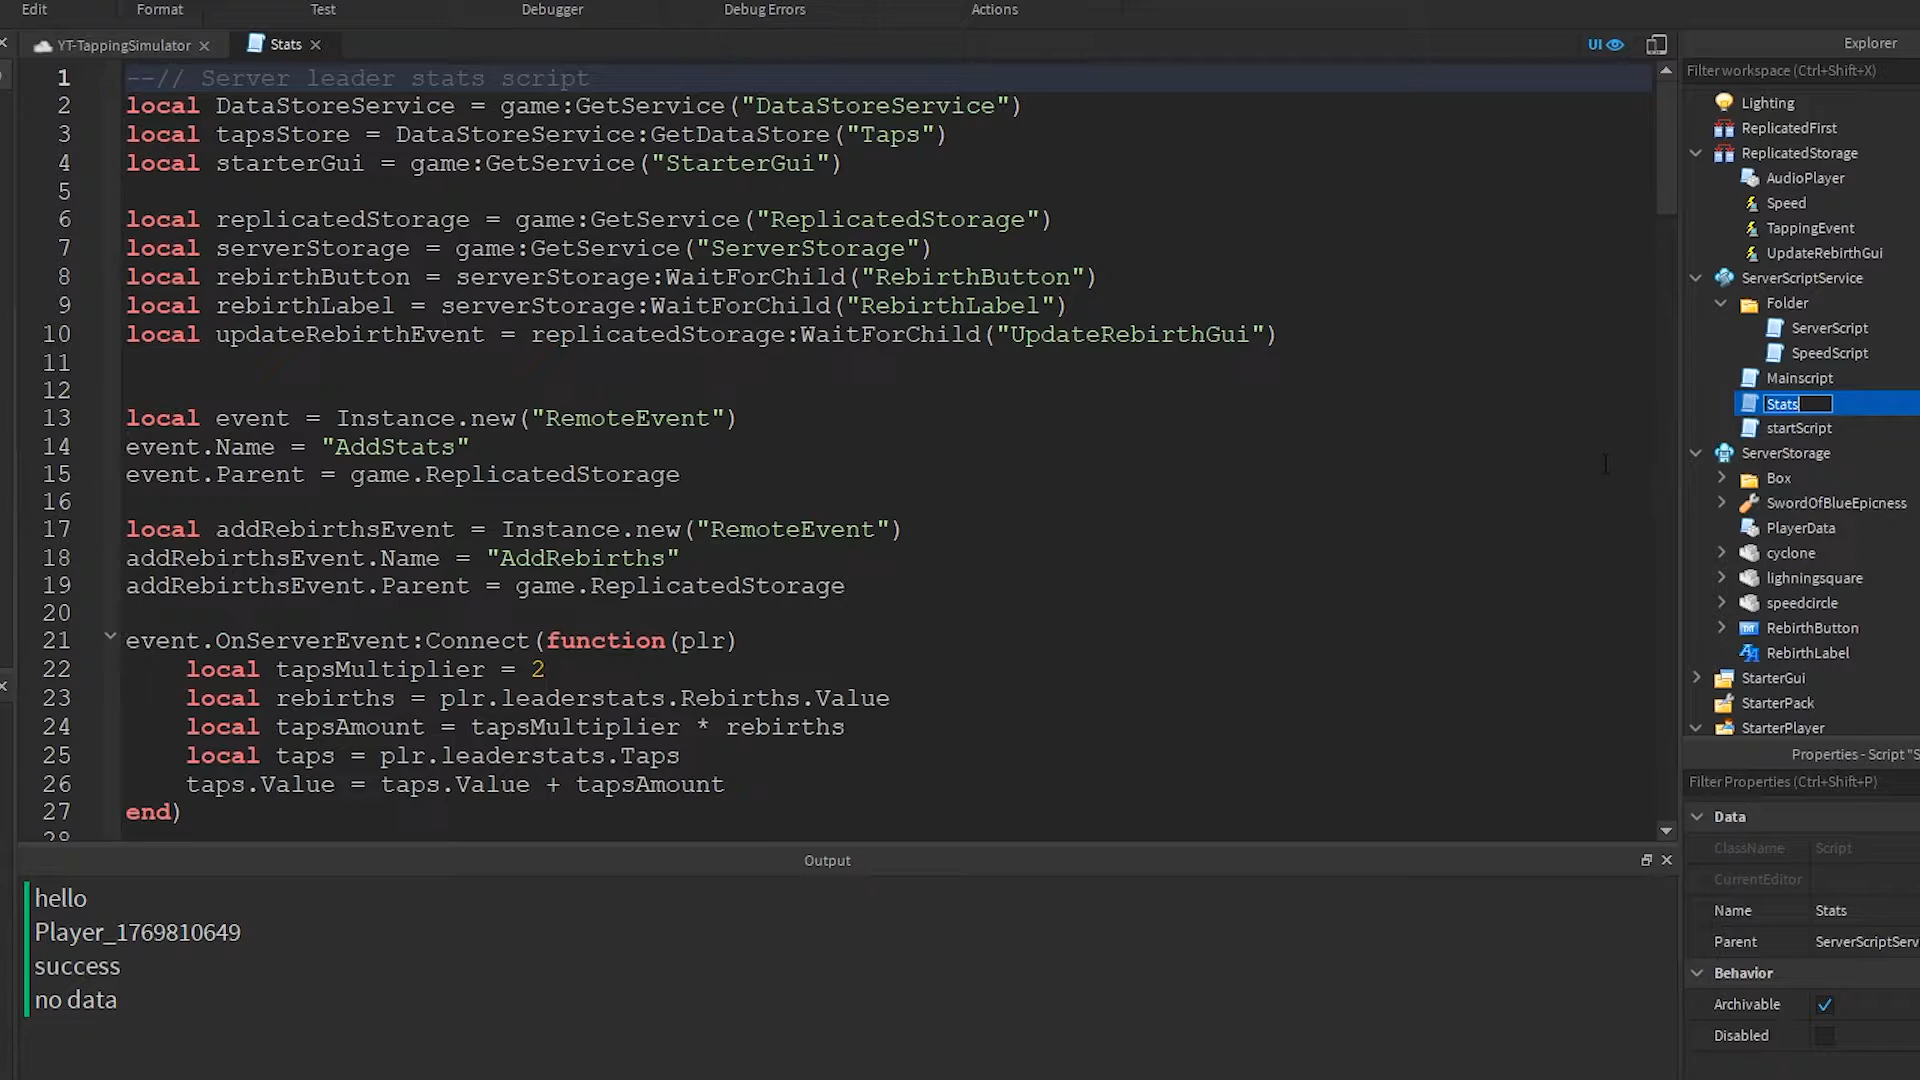 Edit Format Test Debugger Debug Errors Actions
YT-TappingSimulator Stats UI
1 --// Server leader stats script
2 local DataStoreService = game:GetService("DataStoreService")
3 local tapsStore = DataStoreService:GetDataStore("Taps")
4 local starterGui = game:GetService("StarterGui")
5
6 local replicatedStorage = game:GetService("ReplicatedStorage")
7 local serverStorage = game:GetService("ServerStorage")
8 local rebirthButton = serverStorage:WaitForChild("RebirthButton")
9 local rebirthLabel = serverStorage:WaitForChild("RebirthLabel")
10 local updateRebirthEvent = replicatedStorage:WaitForChild("UpdateRebirthGui")
11
12
13 local event = Instance.new("RemoteEvent")
14 event.Name = "AddStats"
15 event.Parent = game.ReplicatedStorage
16
17 local addRebirthsEvent = Instance.new("RemoteEvent")
18 addRebirthsEvent.Name = "AddRebirths"
19 addRebirthsEvent.Parent = game.ReplicatedStorage
20
21 event.OnServerEvent:Connect(function(plr)
22 local tapsMultiplier = 2
23 local rebirths = plr.leaderstats.Rebirths.Value
24 local tapsAmount = tapsMultiplier * rebirths
25 local taps = plr.leaderstats.Taps
26 taps.Value = taps.Value + tapsAmount
27 end)
28
Output
hello
Player_1769810649
success
no data
Explorer
Filter workspace (Ctrl+Shift+X)
Lighting
ReplicatedFirst
ReplicatedStorage
AudioPlayer
Speed
TappingEvent
UpdateRebirthGui
ServerScriptService
Folder
ServerScript
SpeedScript
Mainscript
Stats
startScript
ServerStorage
Box
SwordOfBlueEpicness
PlayerData
cyclone
lighningsquare
speedcircle
RebirthButton
RebirthLabel
StarterGui
StarterPack
StarterPlayer
Properties - Script "S
Filter Properties (Ctrl+Shift+P)
Data
ClassName Script
CurrentEditor
Name Stats
Parent ServerScriptServ
Behavior
Archivable
Disabled